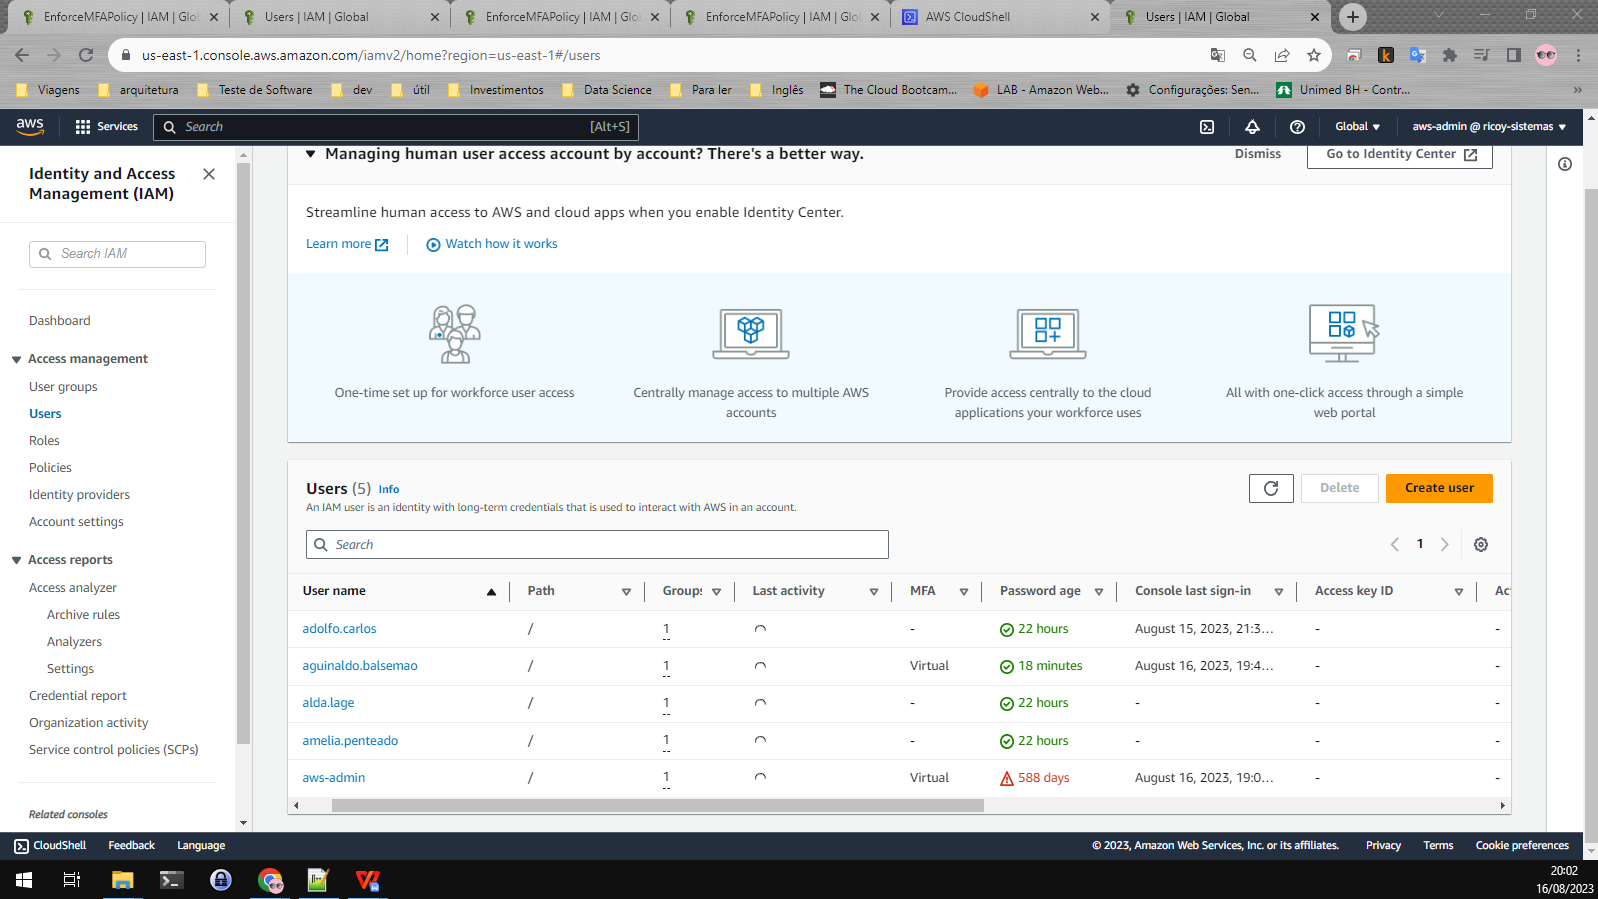 EnforceMFAPolicy | IAM | Glo
Users | IAM | Global
EnforceMFAPolicy | IAM | Glo
EnforceMFAPolicy | IAM | Glo
AWS CloudShell
Users | IAM | Global
us-east-1.console.aws.amazon.com/iamv2/home?region=us-east-1#/users
Viagens
arquitetura
Teste de Software
dev
útil
Investimentos
Data Science
Para ler
Inglês
The Cloud Bootcam...
LAB - Amazon Web...
Configurações: Sen...
Unimed BH - Contr...
aws
Services
Search
[Alt+S]
Global
aws-admin @ ricoy-sistemas
Identity and Access
Management (IAM)
Search IAM
Dashboard
Access management
User groups
Users
Roles
Policies
Identity providers
Account settings
Access reports
Access analyzer
Archive rules
Analyzers
Settings
Credential report
Organization activity
Service control policies (SCPs)
Related consoles
Managing human user access account by account? There's a better way.
Dismiss
Go to Identity Center
Streamline human access to AWS and cloud apps when you enable Identity Center.
Learn more
Watch how it works
One-time set up for workforce user access
Centrally manage access to multiple AWS
accounts
Provide access centrally to the cloud
applications your workforce uses
All with one-click access through a simple
web portal
Users (5) Info
An IAM user is an identity with long-term credentials that is used to interact with AWS in an account.
Delete
Create user
Search
1
User name Path Groups Last activity MFA Password age Console last sign-in Access key ID Ac
adolfo.carlos / 1 - 22 hours August 15, 2023, 21:3... - -
aguinaldo.balsemao / 1 Virtual 18 minutes August 16, 2023, 19:4... - -
alda.lage / 1 - 22 hours - - -
amelia.penteado / 1 - 22 hours - - -
aws-admin / 1 Virtual 588 days August 16, 2023, 19:0... - -
CloudShell
Feedback
Language
© 2023, Amazon Web Services, Inc. or its affiliates.
Privacy
Terms
Cookie preferences
20:02
16/08/2023